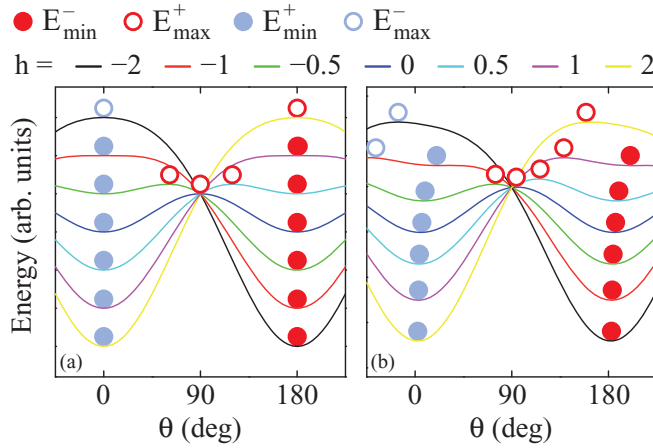 E⁻min E⁺max E⁺min E⁻max
h = −2 −1 −0.5 0 0.5 1 2
Energy (arb. units)
(a) (b)
0 90 180 0 90 180
θ (deg) θ (deg)